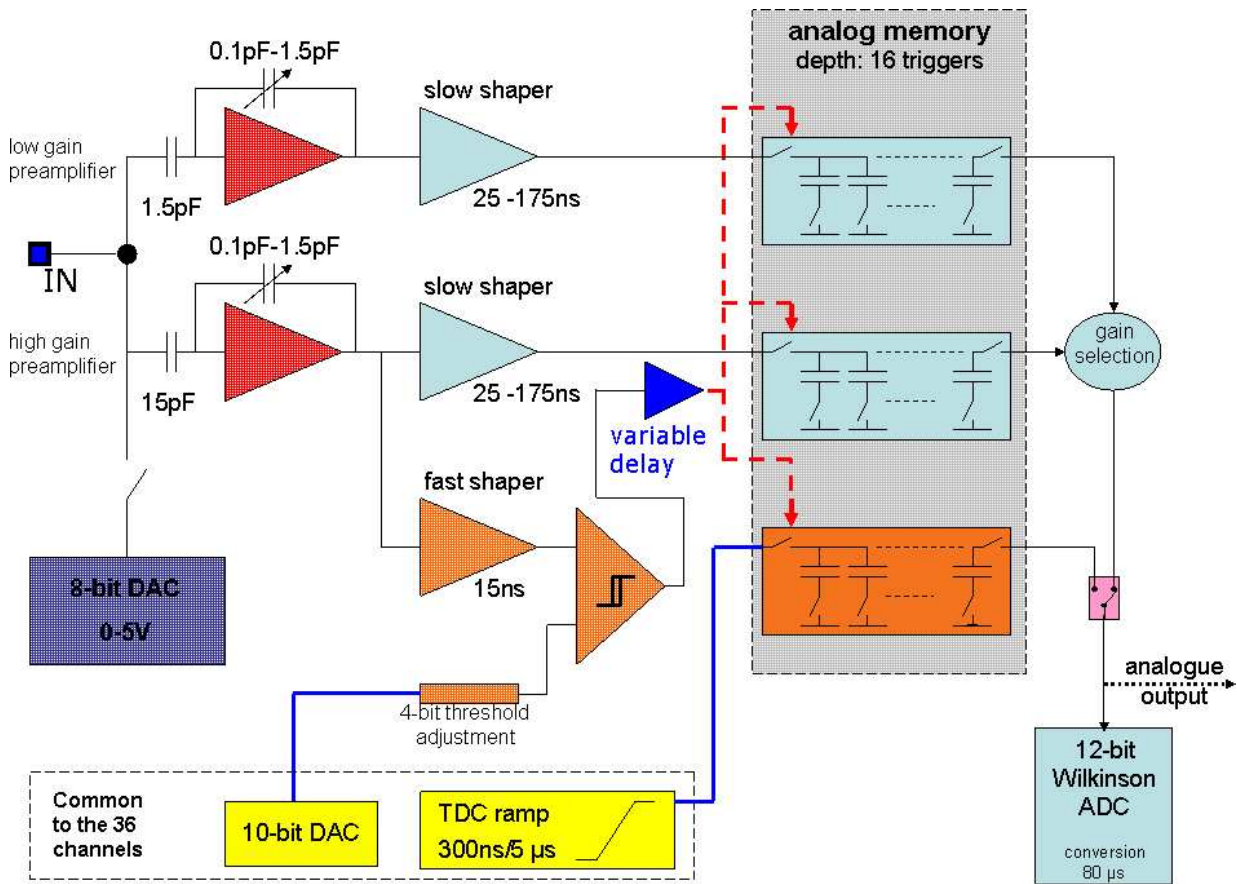 analog memory
depth: 16 triggers
0.1pF-1.5pF
slow shaper
low gain
preamplifier
1.5pF
25 -175ns
IN
0.1pF-1.5pF
slow shaper
high gain
preamplifier
gain
selection
15pF
25 -175ns
variable
delay
fast shaper
15ns
8-bit DAC
0-5V
4-bit threshold
adjustment
analogue
output
Common
to the 36
channels
10-bit DAC
TDC ramp
300ns/5 µs
12-bit
Wilkinson
ADC
conversion
80 µs